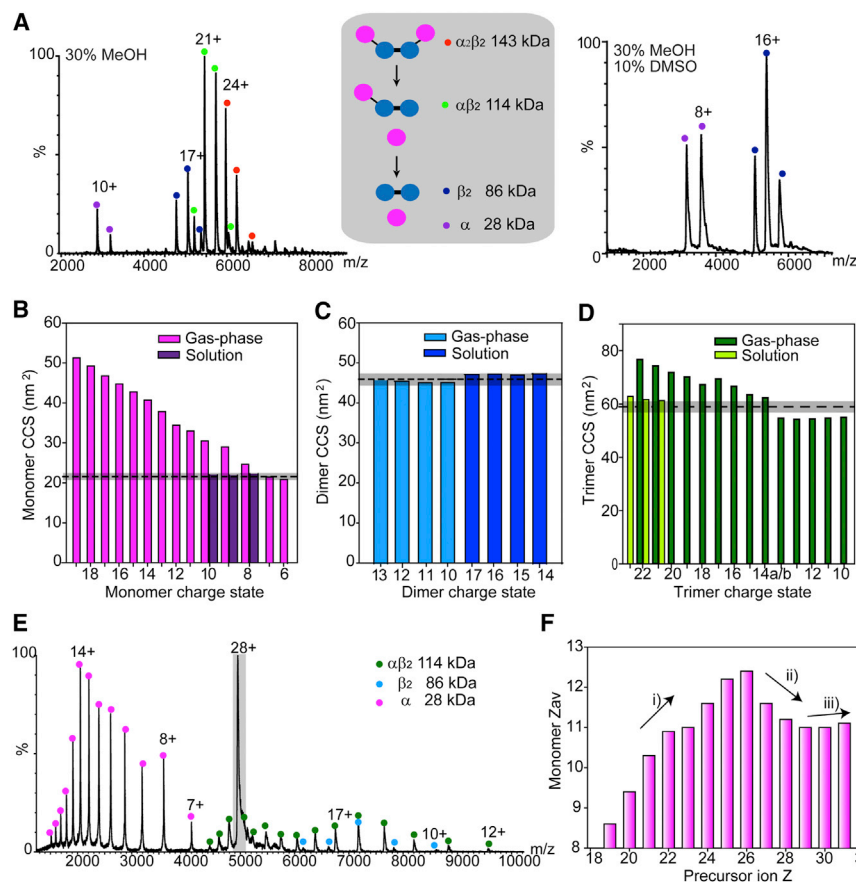 A
30% MeOH
21+
24+
17+
10+
100
50
0
%
2000 4000 6000 8000 m/z
α₂β₂ 143 kDa
αβ₂ 114 kDa
β₂ 86 kDa
α 28 kDa
30% MeOH
10% DMSO
16+
8+
100
50
0
%
2000 4000 6000 m/z
B
Gas-phase
Solution
Monomer CCS (nm²)
60
50
40
30
20
10
0
18 16 14 12 10 8 6
Monomer charge state
C
Gas-phase
Solution
Dimer CCS (nm²)
60
50
40
30
20
10
0
13 12 11 10 17 16 15 14
Dimer charge state
D
Gas-phase
Solution
Trimer CCS (nm²)
80
60
40
20
0
22 20 18 16 14a/b 12 10
Trimer charge state
E
14+
28+
8+
7+
17+
10+
12+
αβ₂ 114 kDa
β₂ 86 kDa
α 28 kDa
100
50
0
%
2000 3000 4000 5000 6000 7000 8000 9000 10000 m/z
F
i)
ii)
iii)
Monomer Zav
13
12
11
10
9
8
18 20 22 24 26 28 30
Precursor ion Z